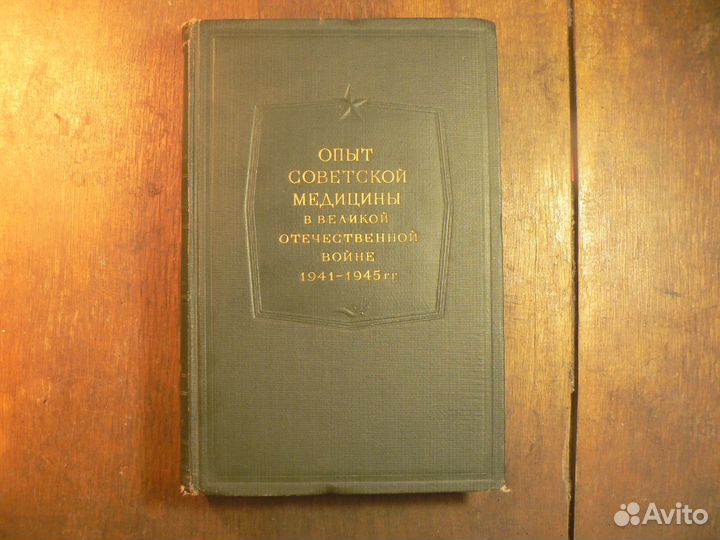 ОПЫТ
СОВЕТСКОЙ
МЕДИЦИНЫ
В ВЕЛИКОЙ
ОТЕЧЕСТВЕННОЙ
ВОЙНЕ
1941-1945 гг
Avito